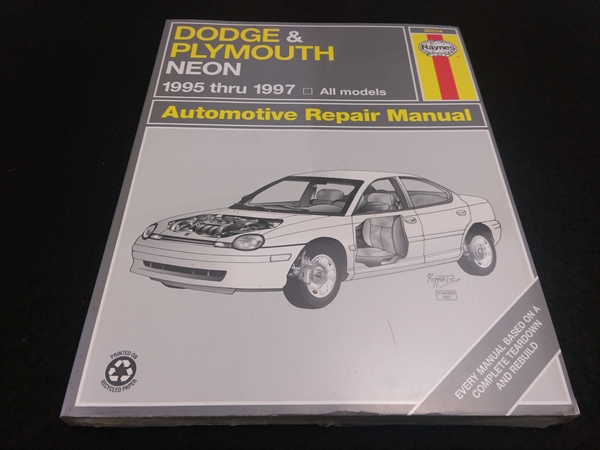 DODGE &
PLYMOUTH
NEON
1995 thru 1997 □ All models
Haynes
Automotive Repair Manual
PRINTED ON
RECYCLED PAPER
EVERY MANUAL BASED ON A
COMPLETE TEARDOWN
AND REBUILD